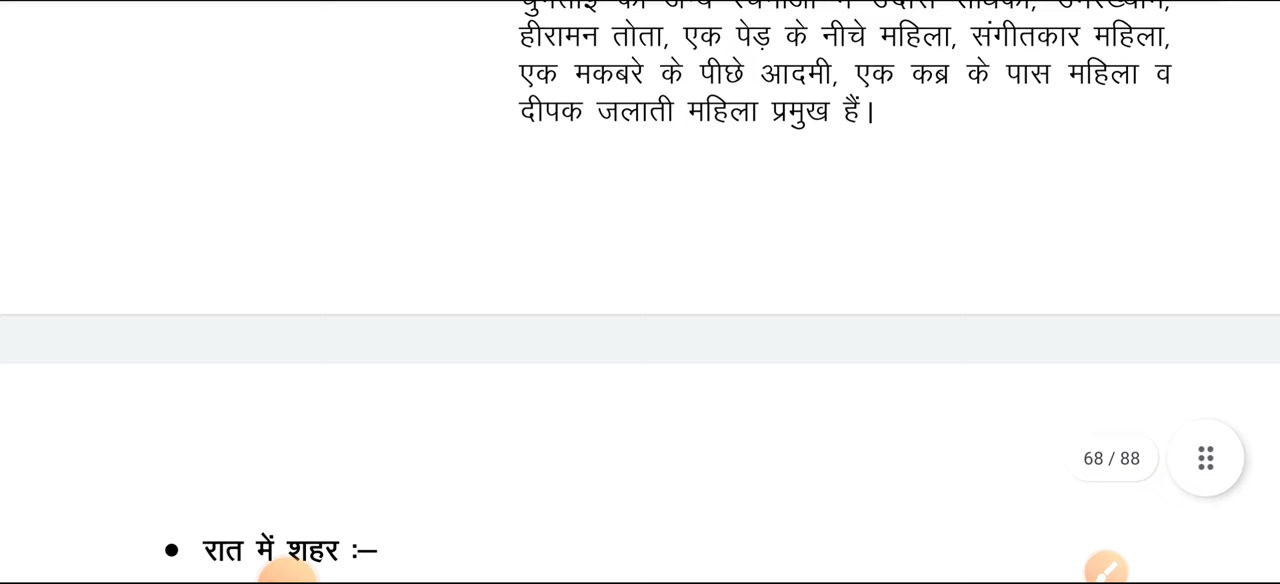 हीरामन तोता, एक पेड़ के नीचे महिला, संगीतकार महिला,
एक मकबरे के पीछे आदमी, एक कब्र के पास महिला व
दीपक जलाती महिला प्रमुख हैं।
68 / 88
• रात में शहर :–